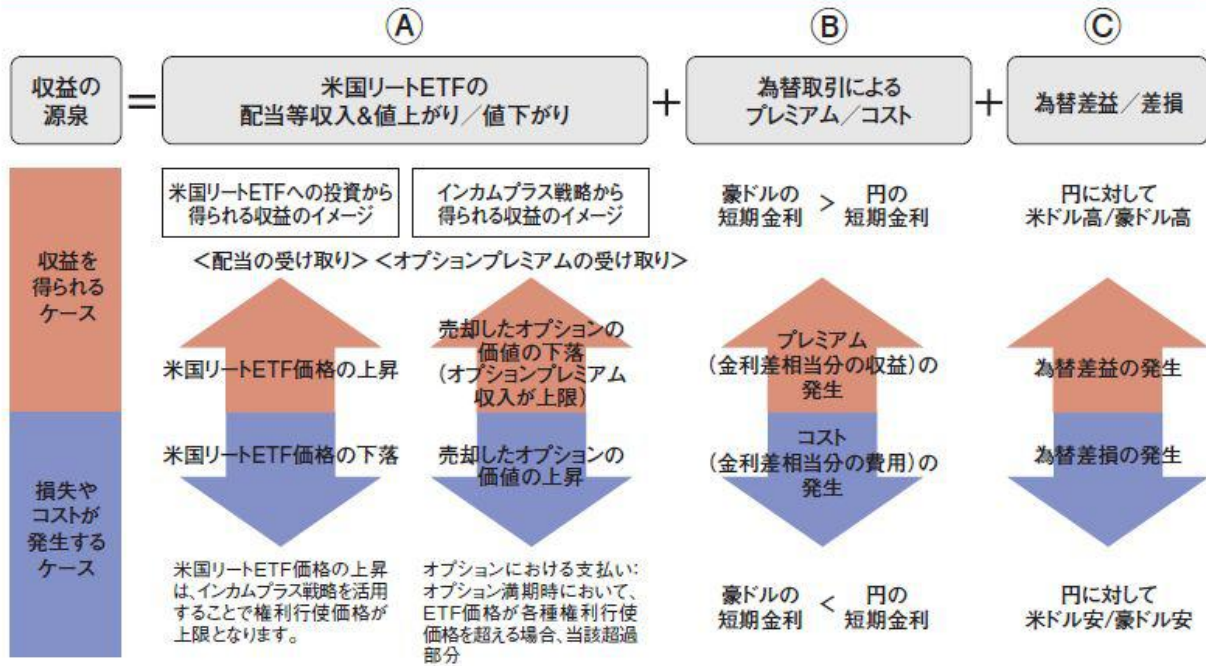 Ⓐ
Ⓑ
Ⓒ
収益の
源泉
=
米国リートETFの
配当等収入&値上がり／値下がり
+
為替取引による
プレミアム／コスト
+
為替差益／差損
収益を
得られる
ケース
米国リートETFへの投資から
得られる収益のイメージ
インカムプラス戦略から
得られる収益のイメージ
<配当の受け取り>
<オプションプレミアムの受け取り>
米国リートETF価格の上昇
売却したオプションの
価値の下落
(オプションプレミアム
収入が上限)
豪ドルの
短期金利
>
円の
短期金利
プレミアム
(金利差相当分の収益)の
発生
円に対して
米ドル高/豪ドル高
為替差益の発生
損失や
コストが
発生する
ケース
米国リートETF価格の下落
米国リートETF価格の上昇
は、インカムプラス戦略を活用
することで権利行使価格が
上限となります。
売却したオプションの
価値の上昇
オプションにおける支払い：
オプション満期時において、
ETF価格が各種権利行使
価格を超える場合、当該超過
部分
コスト
(金利差相当分の費用)の
発生
豪ドルの
短期金利
<
円の
短期金利
為替差損の発生
円に対して
米ドル安/豪ドル安